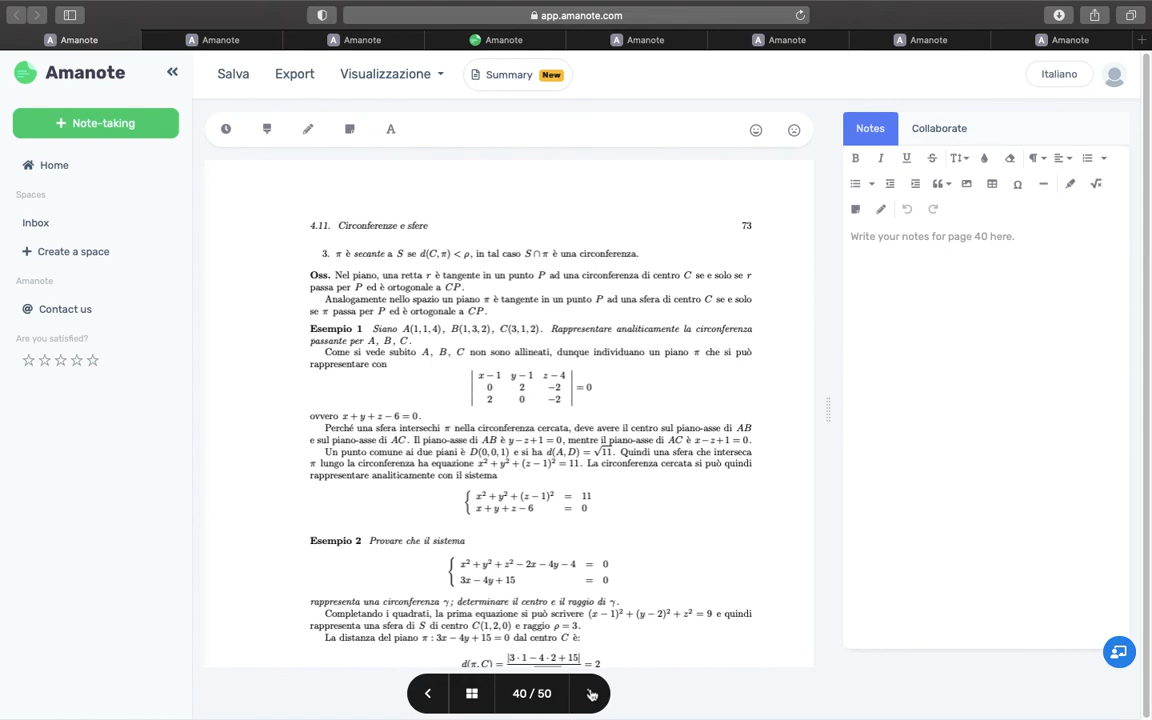 app.amanote.com
Amanote Amanote Amanote Amanote Amanote Amanote Amanote Amanote
Amanote
Salva Export Visualizzazione Summary New Italiano
+ Note-taking
Home
Spaces
Inbox
+ Create a space
Amanote
@ Contact us
Are you satisfied?
A
4.11. Circonferenze e sfere 73
3. π è secante a S se d(C, π) < ρ, in tal caso S ∩ π è una circonferenza.
Oss. Nel piano, una retta r è tangente in un punto P ad una circonferenza di centro C se e solo se r
passa per P ed è ortogonale a CP.
Analogamente nello spazio un piano π è tangente in un punto P ad una sfera di centro C se e solo
se π passa per P ed è ortogonale a CP.
Esempio 1 Siano A(1,1,4), B(1,3,2), C(3,1,2). Rappresentare analiticamente la circonferenza
passante per A, B, C.
Come si vede subito A, B, C non sono allineati, dunque individuano un piano π che si può
rappresentare con
| x−1 y−1 z−4 |
| 0 2 −2 | = 0
| 2 0 −2 |
ovvero x + y + z − 6 = 0.
Perché una sfera intersechi π nella circonferenza cercata, deve avere il centro sul piano-asse di AB
e sul piano-asse di AC. Il piano-asse di AB è y−z+1 = 0, mentre il piano-asse di AC è x−z+1 = 0.
Un punto comune ai due piani è D(0,0,1) e si ha d(A, D) = √11. Quindi una sfera che interseca
π lungo la circonferenza ha equazione x² + y² + (z − 1)² = 11. La circonferenza cercata si può quindi
rappresentare analiticamente con il sistema
{ x² + y² + (z − 1)² = 11
x + y + z − 6 = 0
Esempio 2 Provare che il sistema
{ x² + y² + z² − 2x − 4y − 4 = 0
3x − 4y + 15 = 0
rappresenta una circonferenza γ; determinare il centro e il raggio di γ.
Completando i quadrati, la prima equazione si può scrivere (x − 1)² + (y − 2)² + z² = 9 e quindi
rappresenta una sfera di S di centro C(1,2,0) e raggio ρ = 3.
La distanza del piano π : 3x − 4y + 15 = 0 dal centro C è:
d(π, C) = |3 · 1 − 4 · 2 + 15| = 2
40 / 50
Notes Collaborate
B I U S
Write your notes for page 40 here.